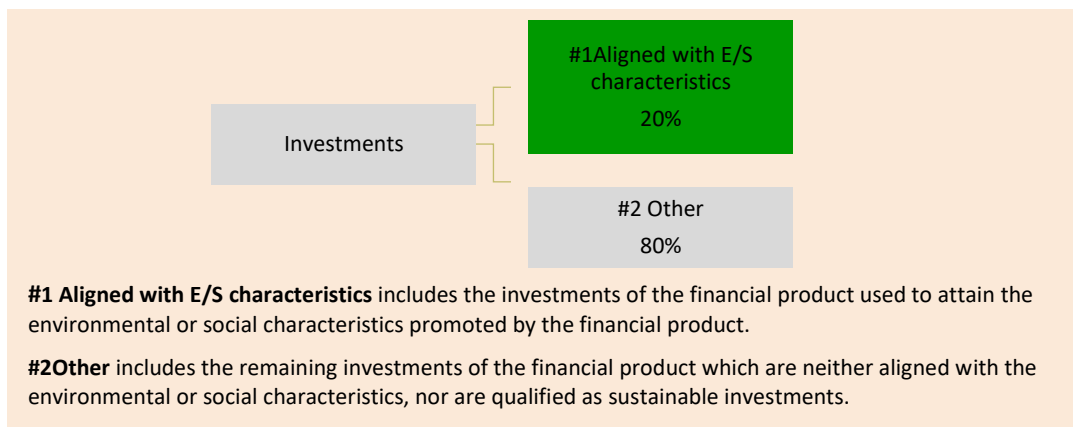 #1Aligned with E/S
characteristics
20%
Investments
#2 Other
80%
#1 Aligned with E/S characteristics includes the investments of the financial product used to attain the
environmental or social characteristics promoted by the financial product.
#2Other includes the remaining investments of the financial product which are neither aligned with the
environmental or social characteristics, nor are qualified as sustainable investments.